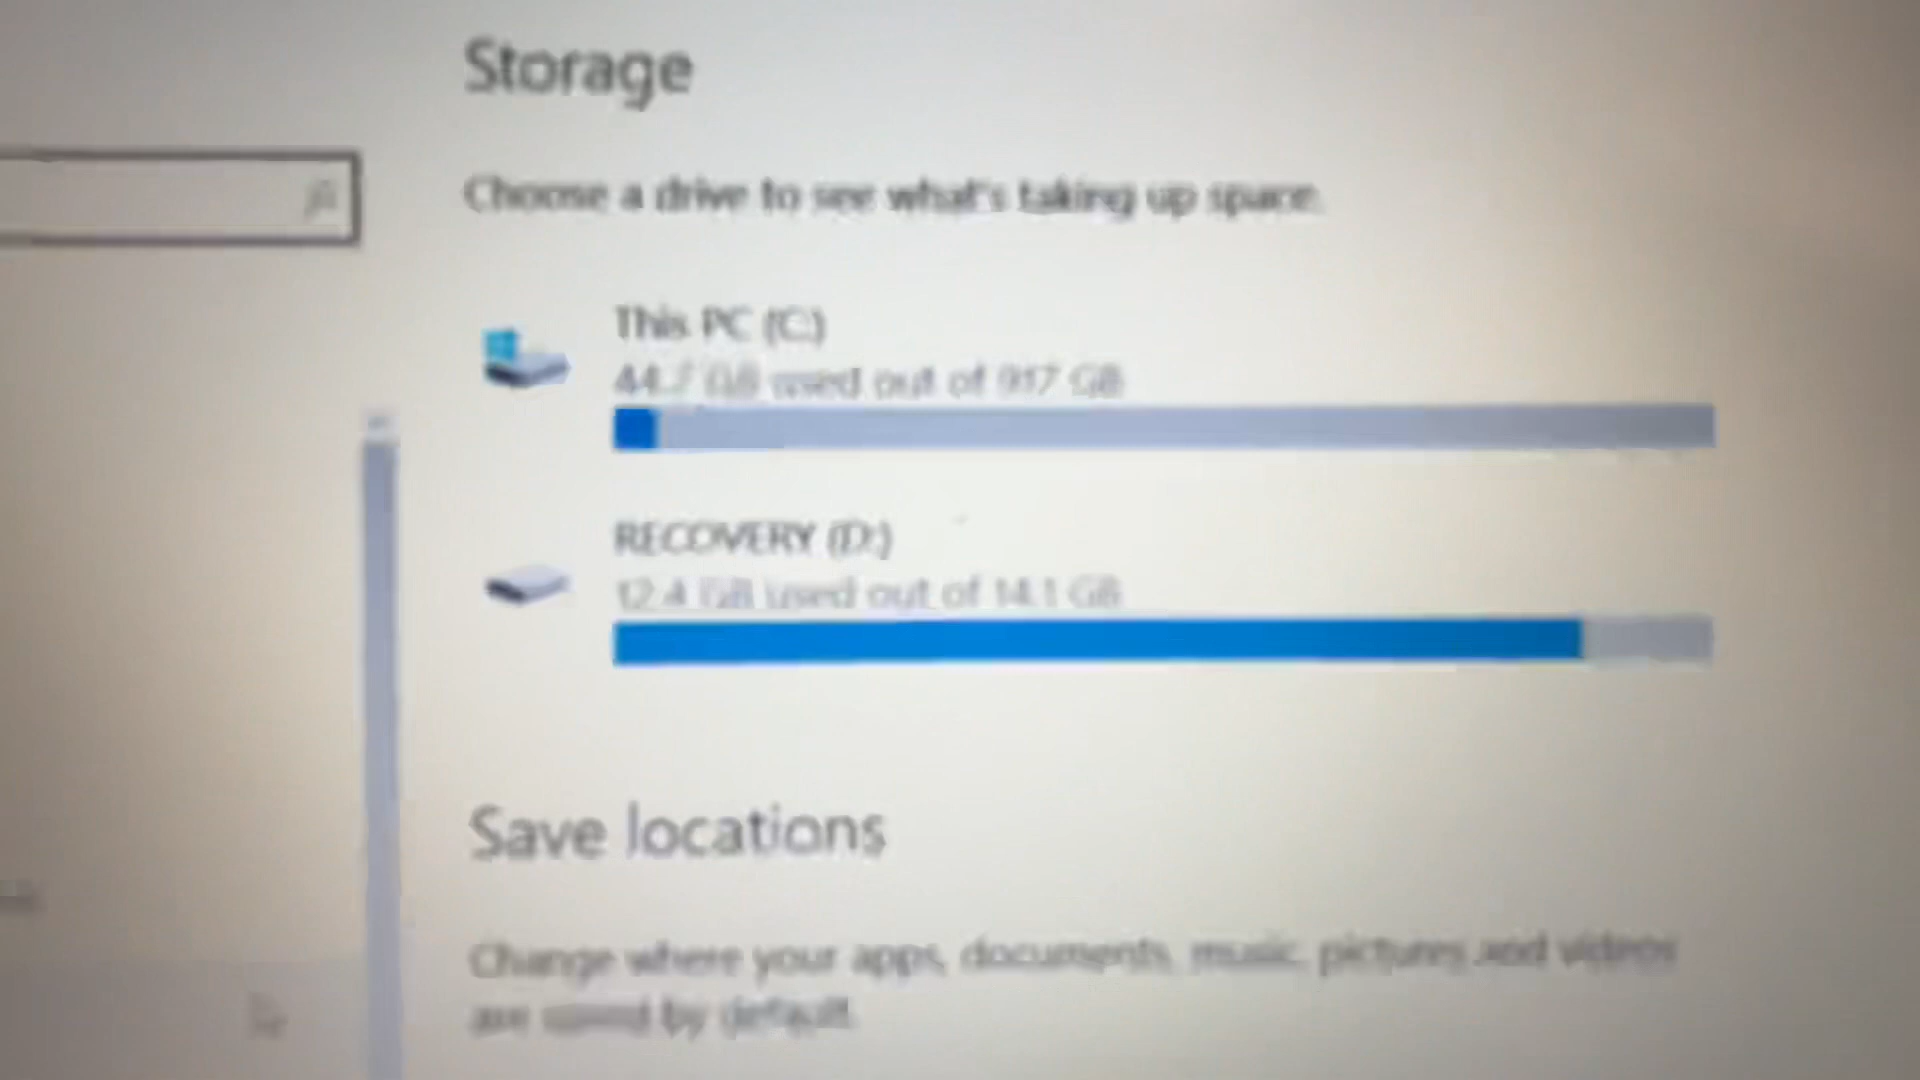 Storage
Choose a drive to see what's taking up space.
This PC (C:)
44.7 GB used out of 917 GB
RECOVERY (D:)
12.4 GB used out of 14.1 GB
Save locations
Change where your apps, documents, music, pictures and videos
are saved by default.